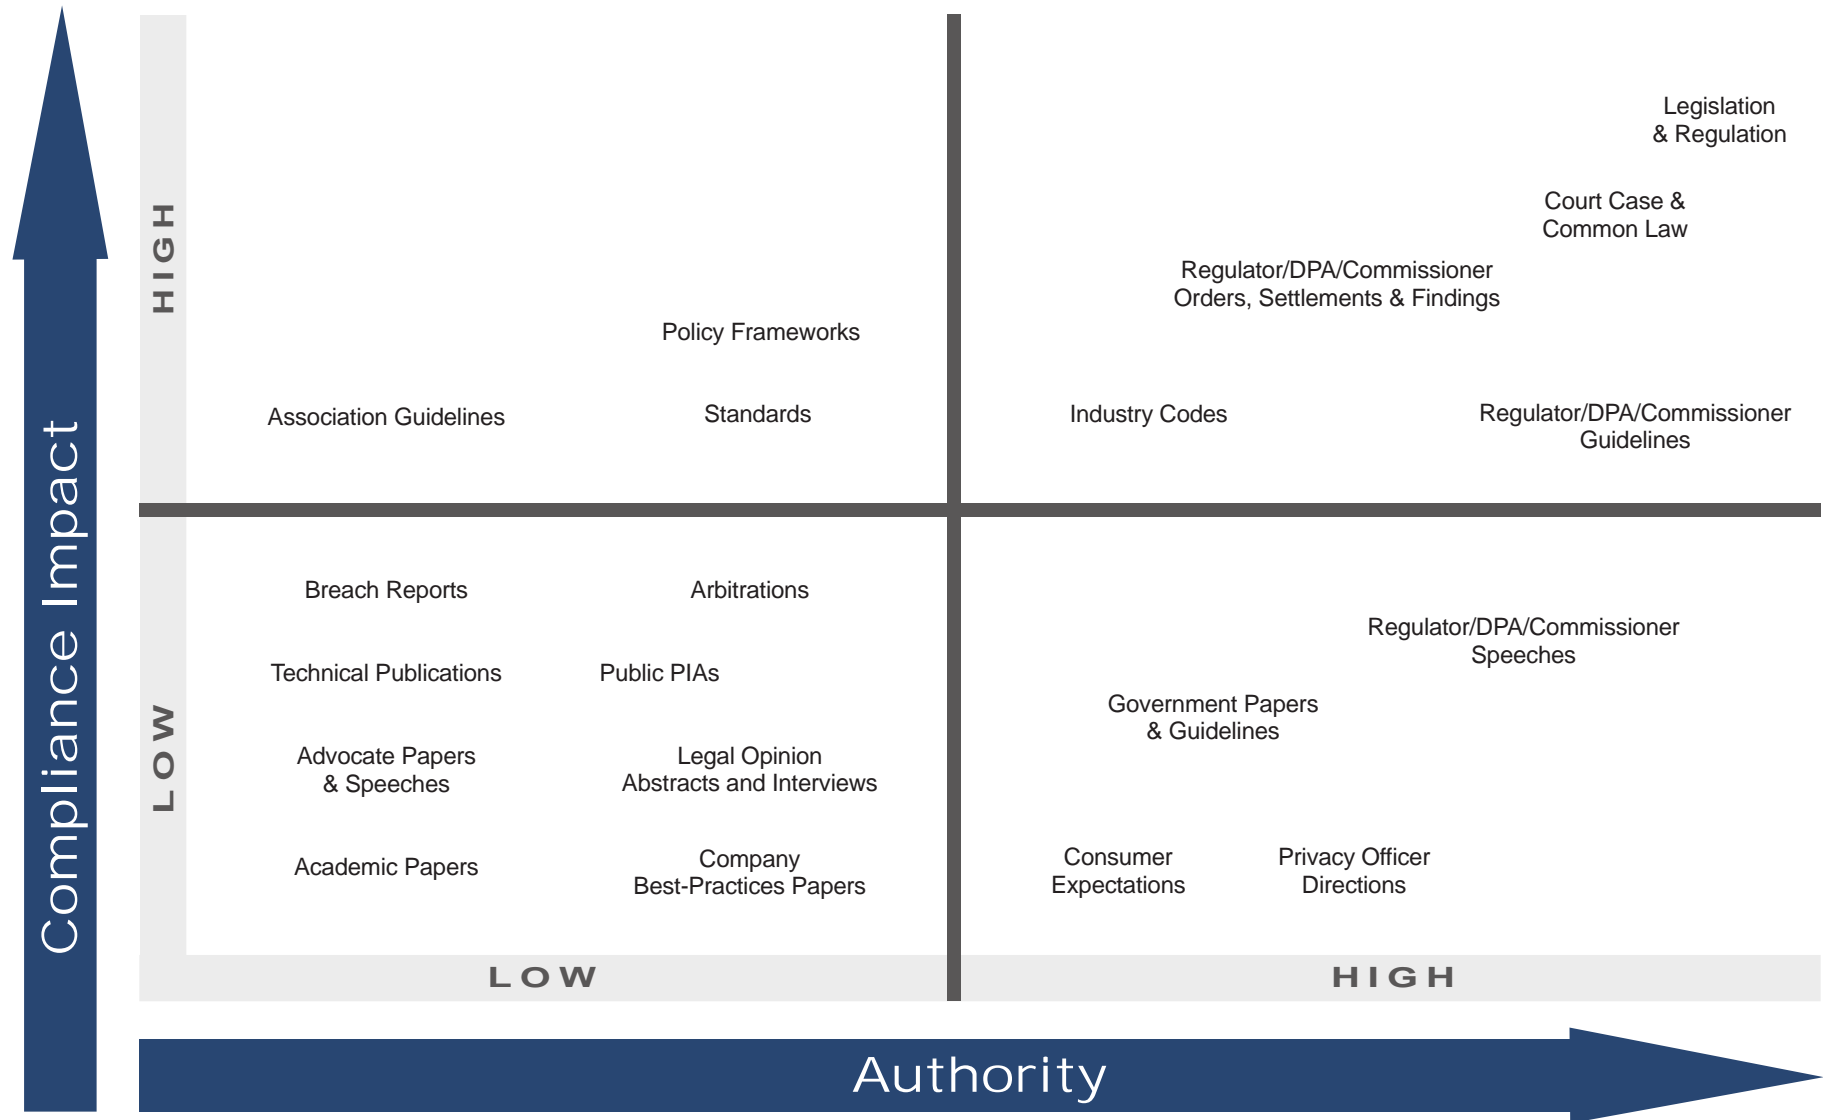 Compliance Impact
HIGH
LOW
Legislation
& Regulation
Court Case &
Common Law
Regulator/DPA/Commissioner
Orders, Settlements & Findings
Policy Frameworks
Association Guidelines
Standards
Industry Codes
Regulator/DPA/Commissioner
Guidelines
Breach Reports
Arbitrations
Regulator/DPA/Commissioner
Speeches
Technical Publications
Public PIAs
Government Papers
& Guidelines
Advocate Papers
& Speeches
Legal Opinion
Abstracts and Interviews
Academic Papers
Company
Best-Practices Papers
Consumer
Expectations
Privacy Officer
Directions
LOW
HIGH
Authority